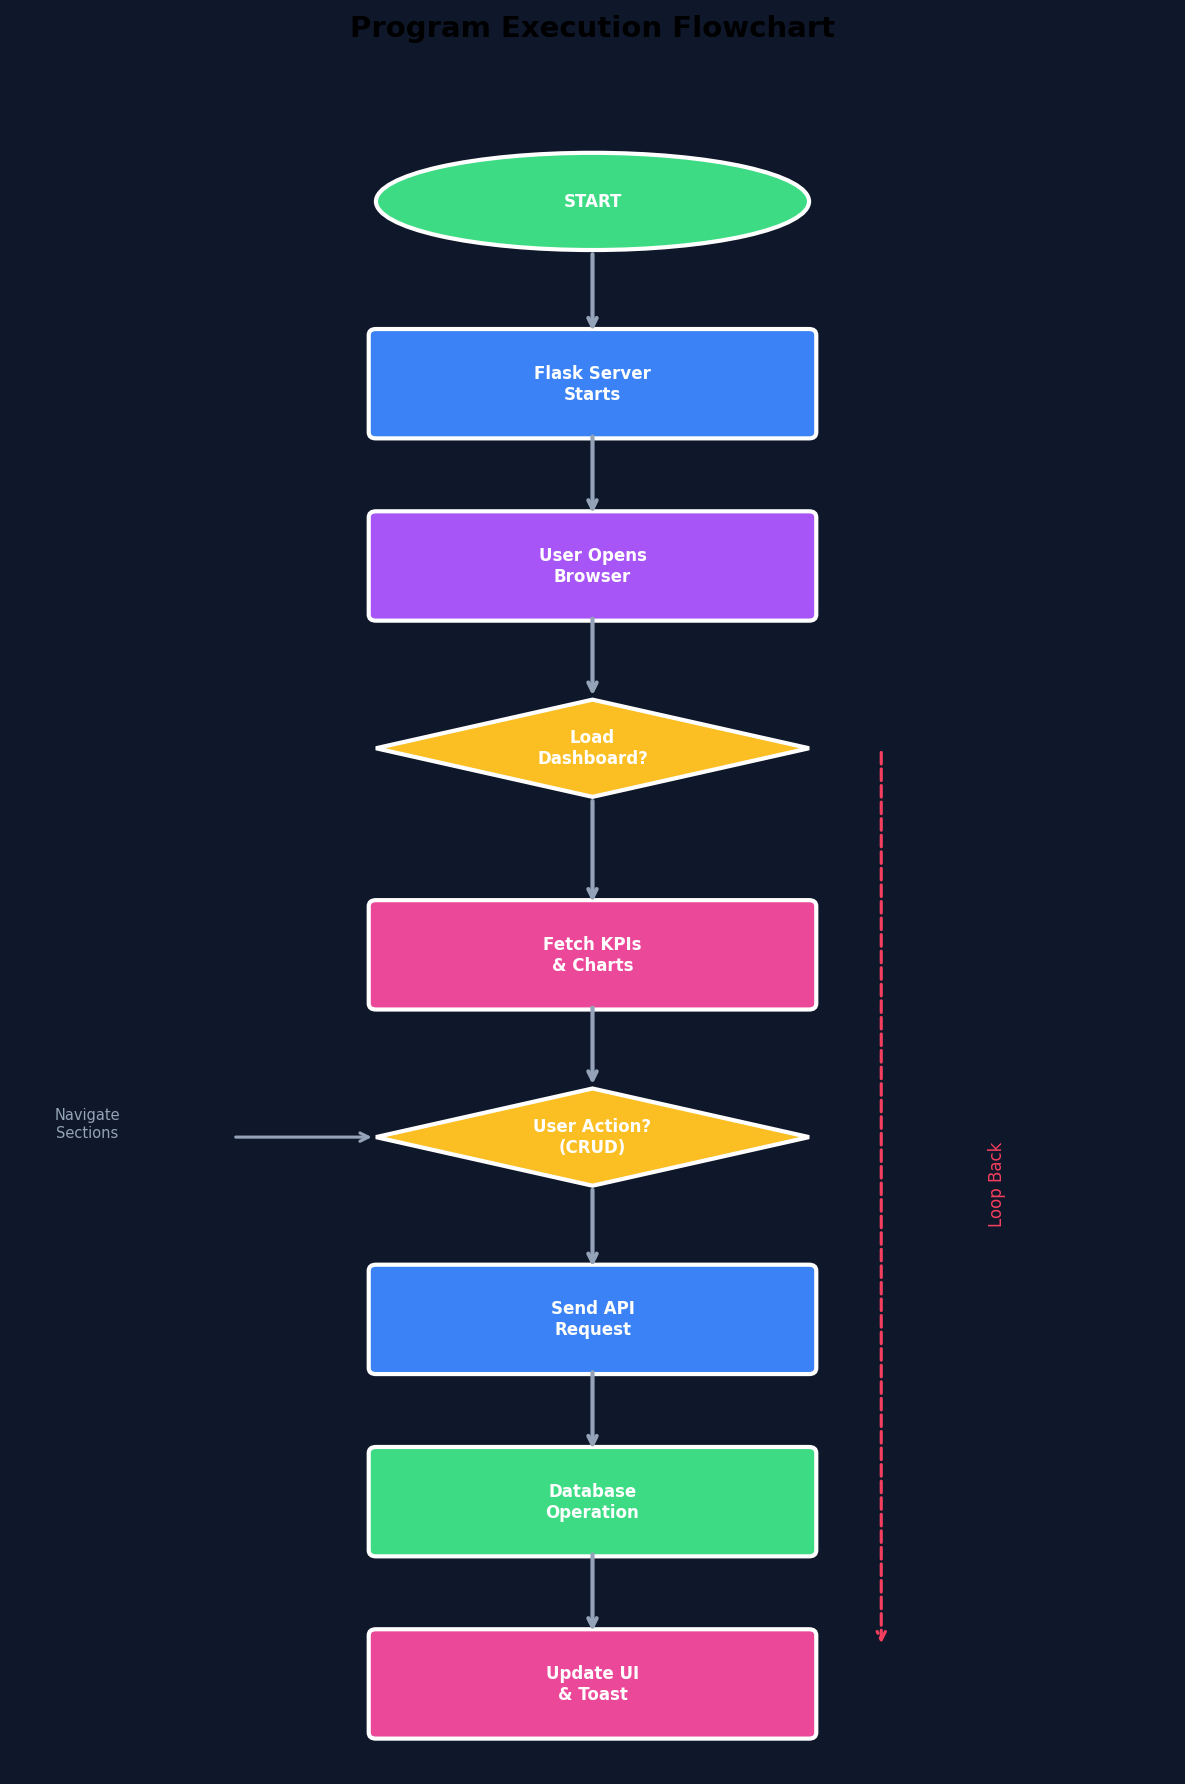 Program Execution Flowchart
START
Flask Server
Starts
User Opens
Browser
Load
Dashboard?
Fetch KPIs
& Charts
Navigate
Sections
User Action?
(CRUD)
Loop Back
Send API
Request
Database
Operation
Update UI
& Toast